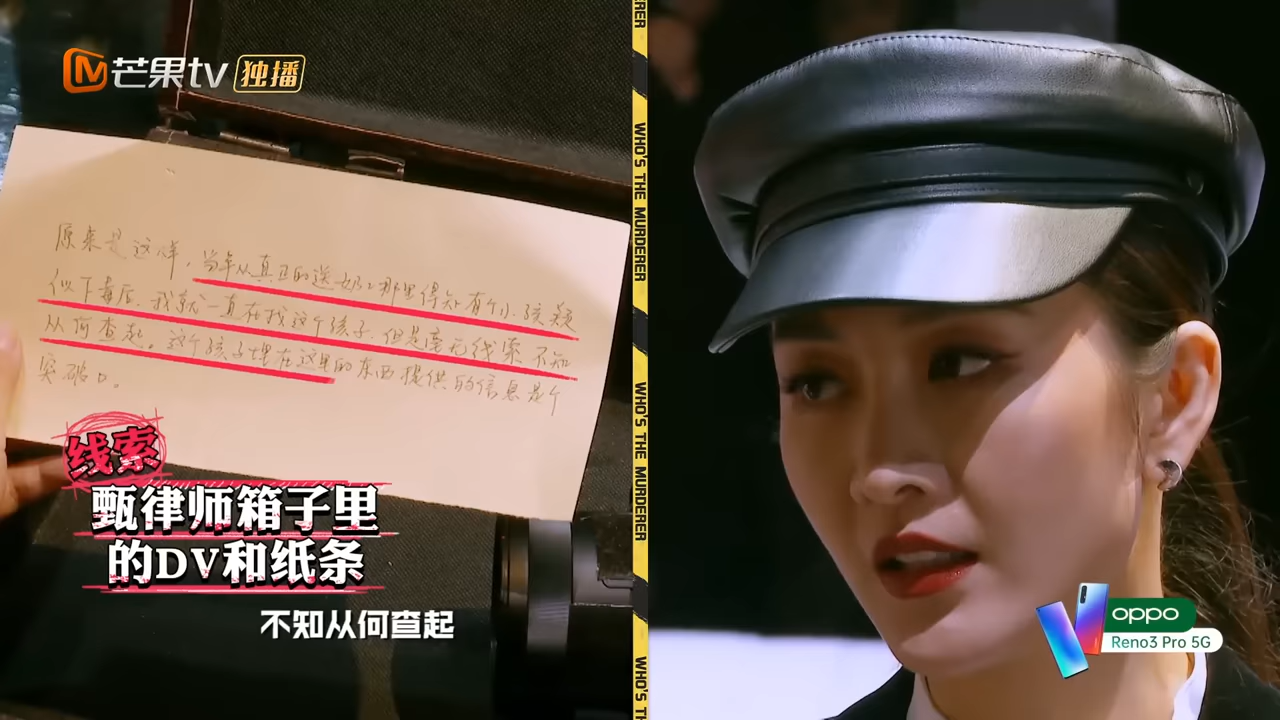 芒果tv 独播
原来是这样，当年从真正的送奶工那里得知有个小孩疑
似下毒后，我就一直在找这个孩子，但是毫无线索，不知
从何查起。这个孩子埋在这里的东西提供的信息是个
突破口。
线索
甄律师箱子里
的DV和纸条
不知从何查起
RER
WHO'S THE MURDERER
WHO'S THE MURDERER
WHO'S TH
oppo
Reno3 Pro 5G